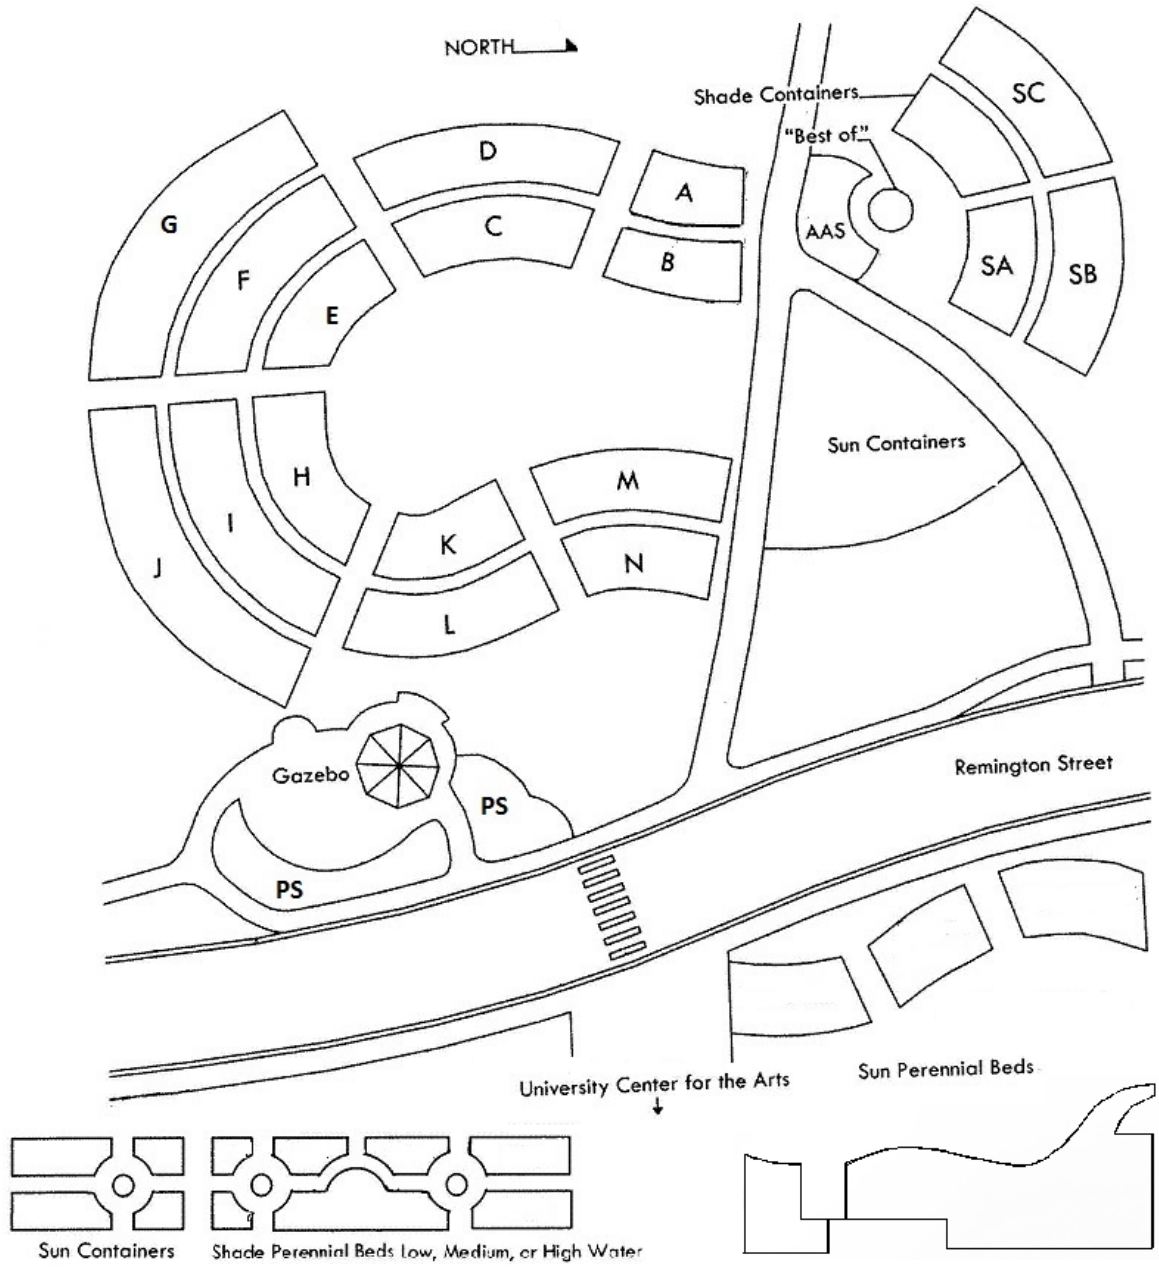 NORTH
Shade Containers
SC
"Best of"
D
A
G
C
AAS
F
B
SA
SB
E
Sun Containers
H
M
I
K
N
J
L
Gazebo
Remington Street
PS
PS
University Center for the Arts
Sun Perennial Beds
Sun Containers
Shade Perennial Beds Low, Medium, or High Water